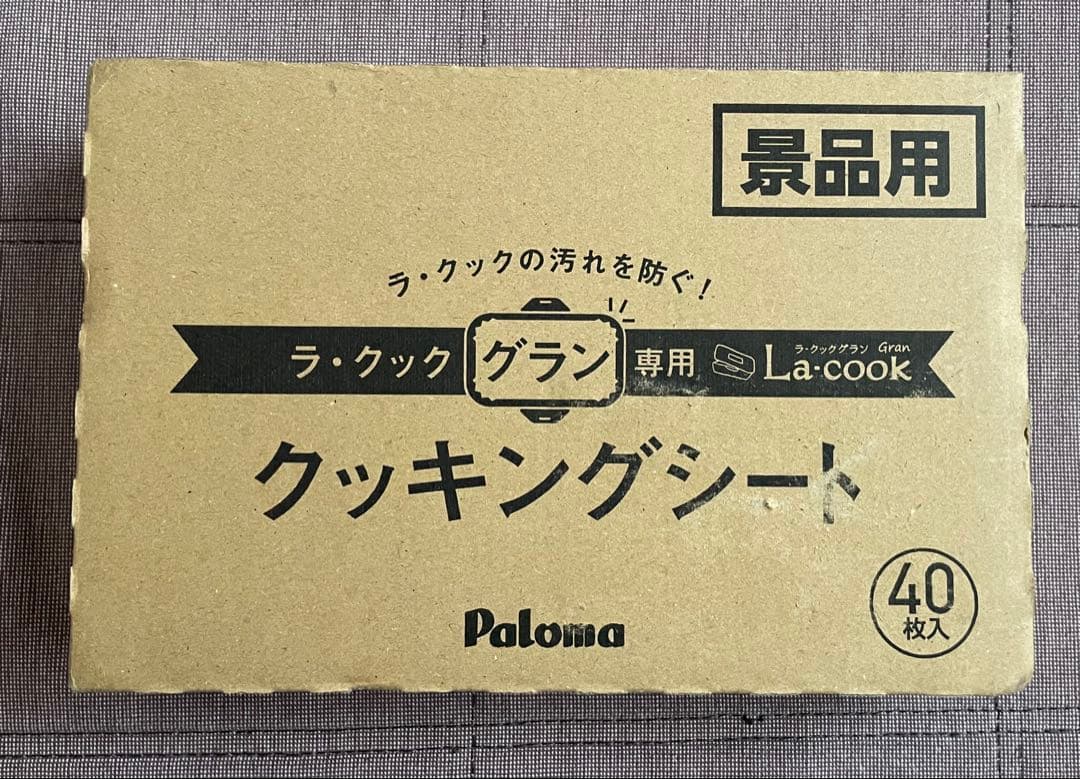 景品用
ラ・クックの汚れを防ぐ!
ラ・クック グラン 専用 ラ・クックグラン Gran La・cook
クッキングシート
40
枚入
Paloma